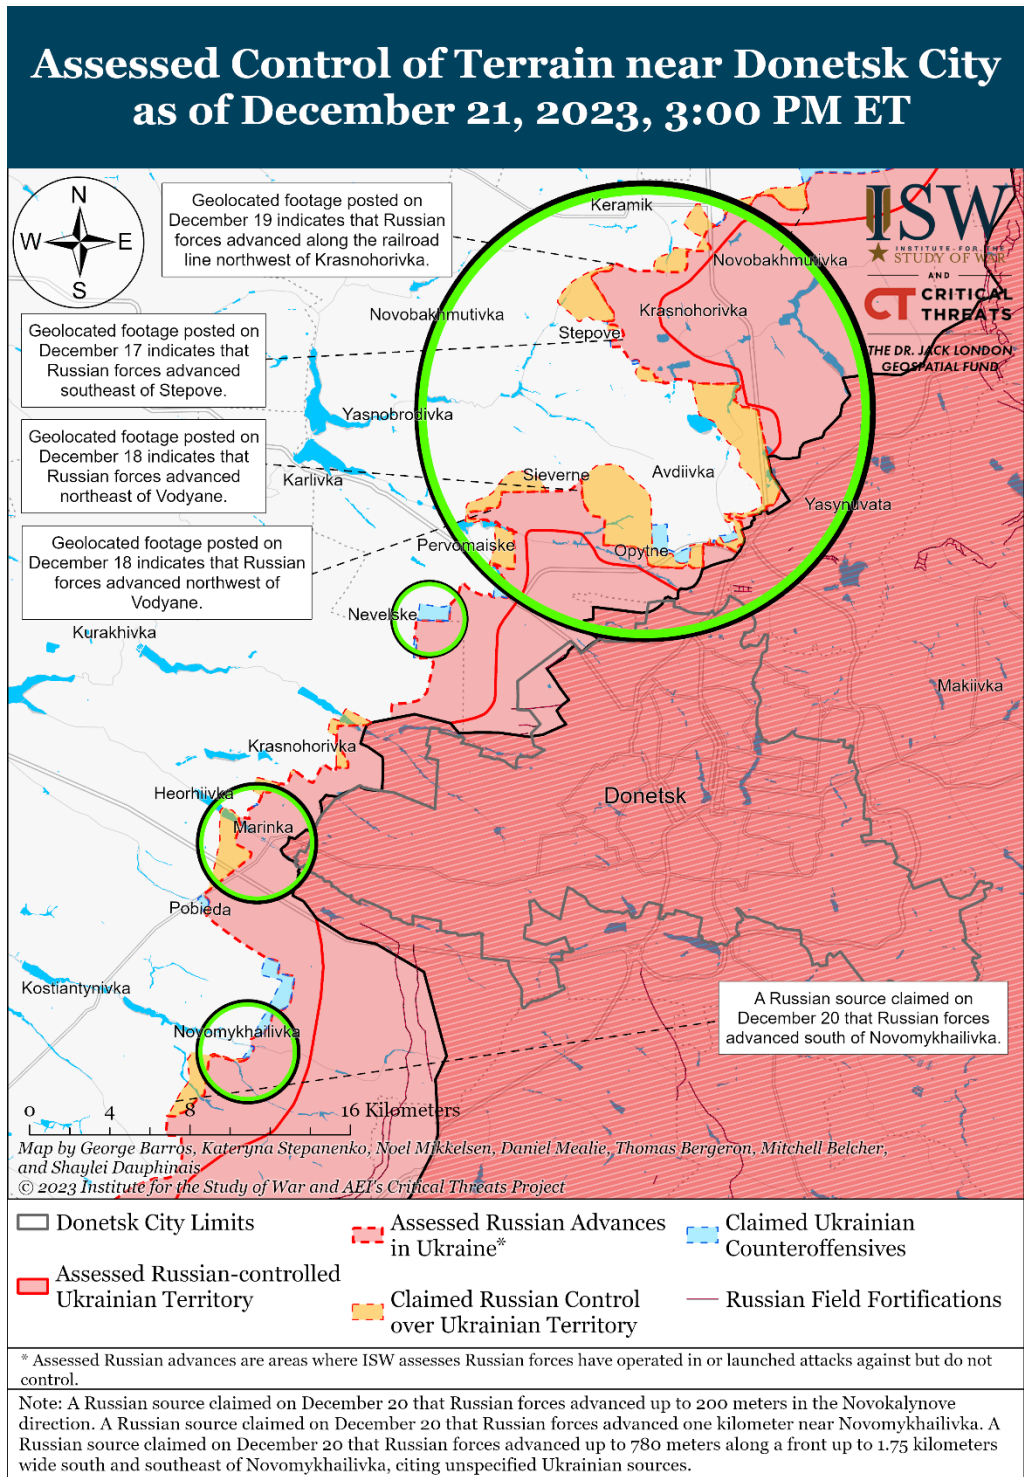 Assessed Control of Terrain near Donetsk City
as of December 21, 2023, 3:00 PM ET
N
W
E
S
Geolocated footage posted on
December 19 indicates that Russian
forces advanced along the railroad
line northwest of Krasnohorivka.
Keramik
ISW
INSTITUTE FOR THE
STUDY OF WAR
AND
CT CRITICAL
THREATS
THE DR. JACK LONDON
GEOSPATIAL FUND
Novobakhmutivka
Novobakhmutivka
Krasnohorivka
Stepove
Geolocated footage posted on
December 17 indicates that
Russian forces advanced
southeast of Stepove.
Yasnobrodivka
Geolocated footage posted on
December 18 indicates that
Russian forces advanced
northeast of Vodyane.
Karlivka
Sieverne
Avdiivka
Yasynuvata
Geolocated footage posted on
December 18 indicates that Russian
forces advanced northwest of
Vodyane.
Pervomaiske
Opytne
Nevelske
Kurakhivka
Makiivka
Krasnohorivka
Heorhiivka
Donetsk
Marinka
Pobieda
Kostiantynivka
A Russian source claimed on
December 20 that Russian forces
advanced south of Novomykhailivka.
Novomykhailivka
0 4 8 16 Kilometers
Map by George Barros, Kateryna Stepanenko, Noel Mikkelsen, Daniel Mealie, Thomas Bergeron, Mitchell Belcher,
and Shaylei Dauphinais
© 2023 Institute for the Study of War and AEI's Critical Threats Project
Donetsk City Limits
Assessed Russian-controlled
Ukrainian Territory
Assessed Russian Advances
in Ukraine*
Claimed Russian Control
over Ukrainian Territory
Claimed Ukrainian
Counteroffensives
Russian Field Fortifications
* Assessed Russian advances are areas where ISW assesses Russian forces have operated in or launched attacks against but do not
control.
Note: A Russian source claimed on December 20 that Russian forces advanced up to 200 meters in the Novokalynove
direction. A Russian source claimed on December 20 that Russian forces advanced one kilometer near Novomykhailivka. A
Russian source claimed on December 20 that Russian forces advanced up to 780 meters along a front up to 1.75 kilometers
wide south and southeast of Novomykhailivka, citing unspecified Ukrainian sources.